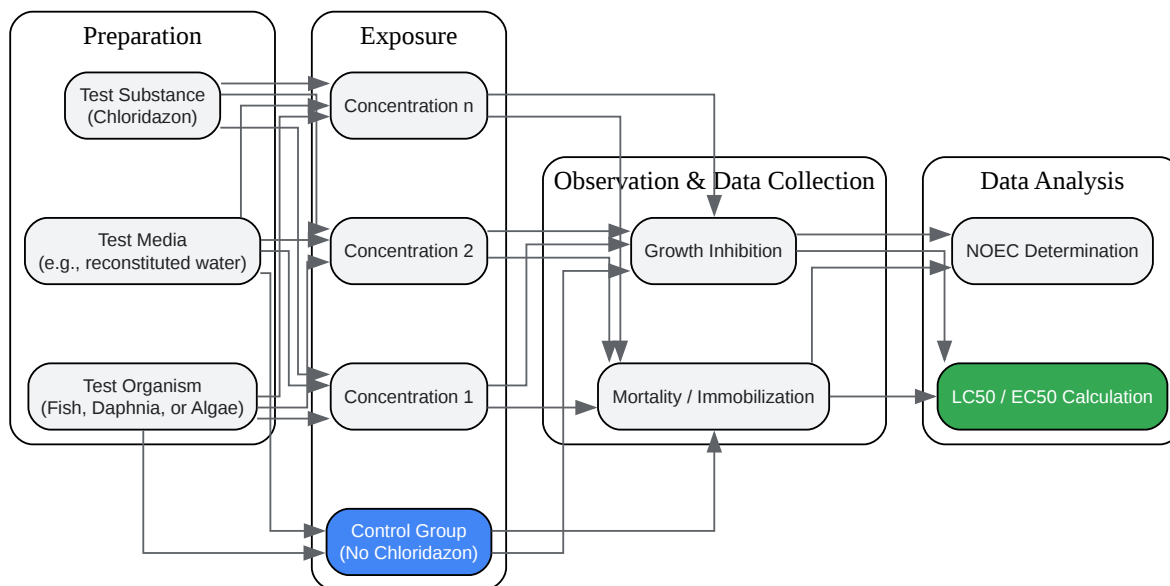 Preparation
Test Substance
(Chloridazon)
Test Media
(e.g., reconstituted water)
Test Organism
(Fish, Daphnia, or Algae)
Exposure
Concentration n
Concentration 2
Concentration 1
Control Group
(No Chloridazon)
Observation & Data Collection
Growth Inhibition
Mortality / Immobilization
Data Analysis
NOEC Determination
LC50 / EC50 Calculation